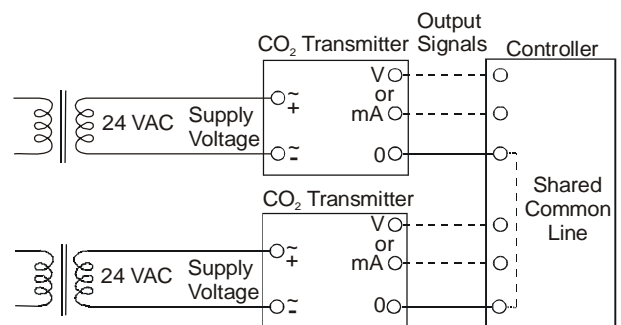 Output
Signals
CO₂ Transmitter
Controller
24 VAC
Supply
Voltage
~
+
~
-
V
or
mA
0
Shared
Common
Line
CO₂ Transmitter
24 VAC
Supply
Voltage
~
+
~
-
V
or
mA
0